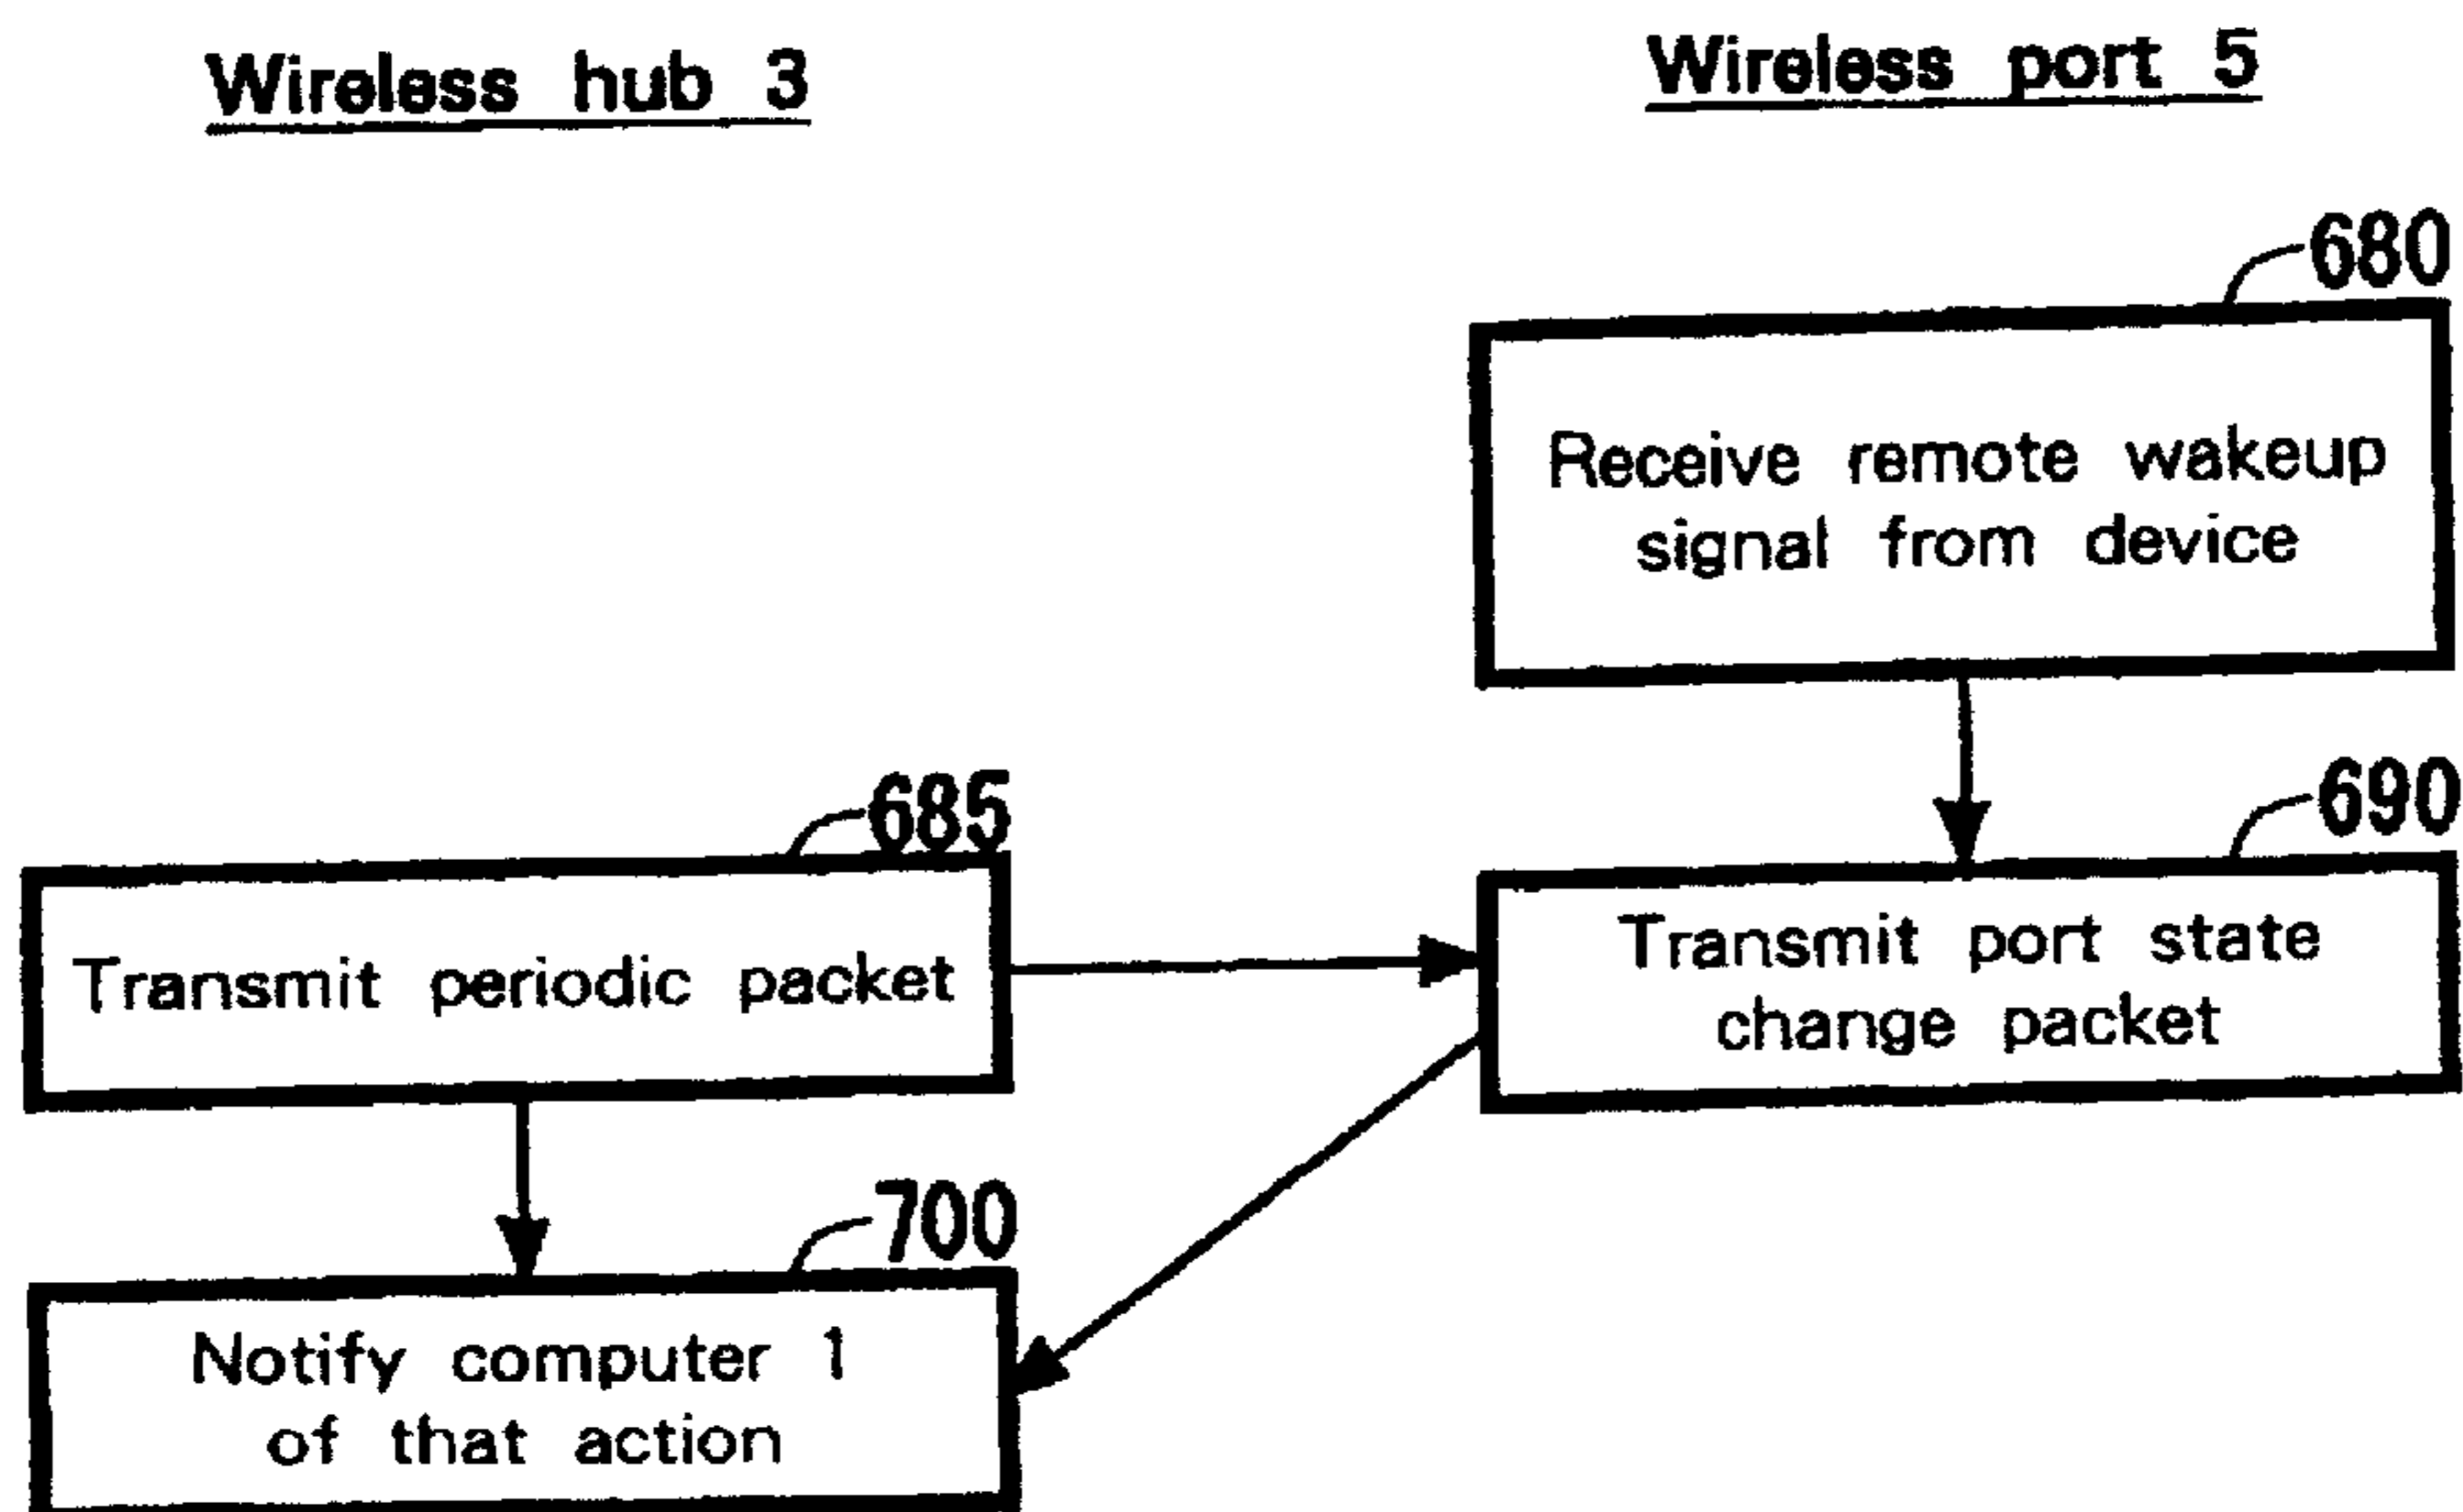 Wireless hub 3
Wireless port 5
680
Receive remote wakeup
signal from device
685
Transmit periodic packet
690
Transmit port state
change packet
700
Notify computer 1
of that action